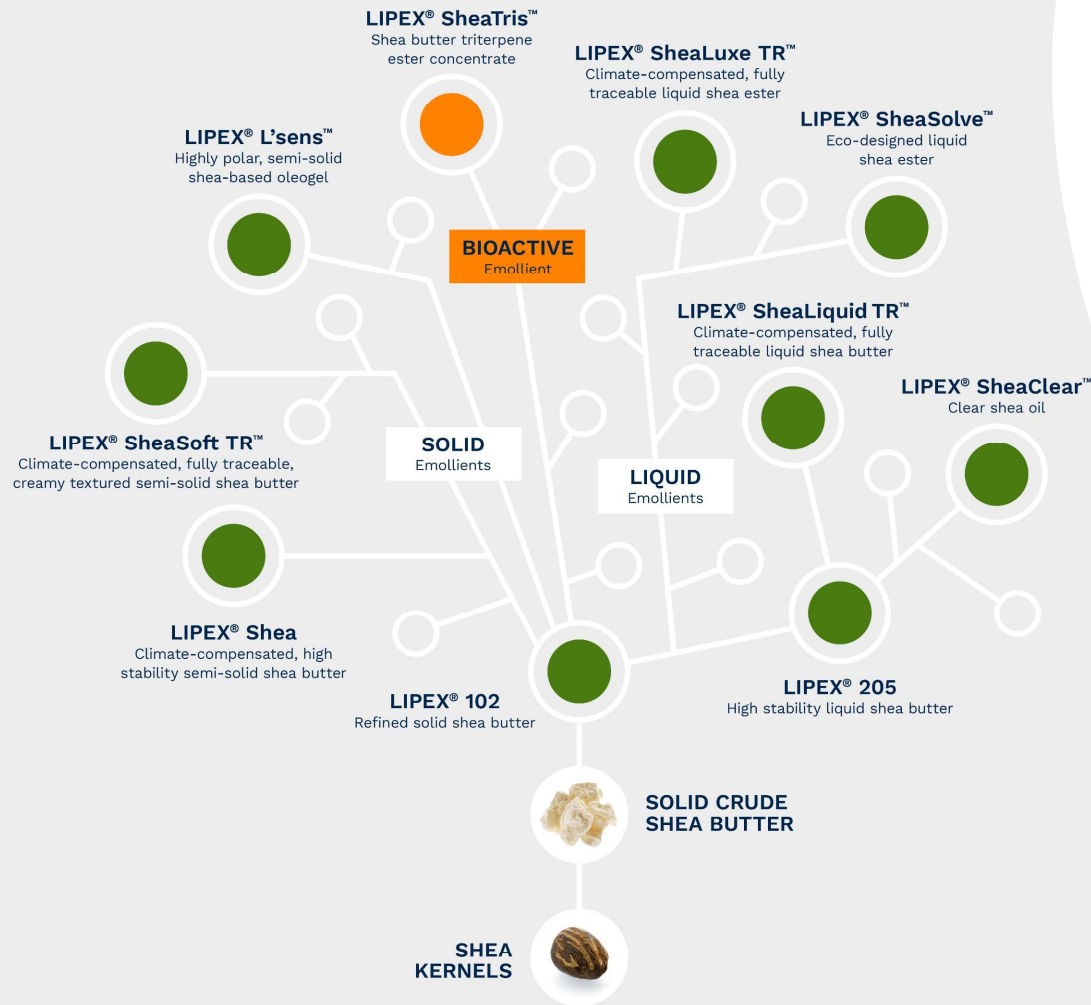 LIPEX® SheaTris™
Shea butter triterpene
ester concentrate
LIPEX® SheaLuxe TR™
Climate-compensated, fully
traceable liquid shea ester
LIPEX® SheaSolve™
Eco-designed liquid
shea ester
LIPEX® L’sens™
Highly polar, semi-solid
shea-based oleogel
BIOACTIVE
Emollient
LIPEX® SheaLiquid TR™
Climate-compensated, fully
traceable liquid shea butter
LIPEX® SheaClear™
Clear shea oil
LIPEX® SheaSoft TR™
Climate-compensated, fully traceable,
creamy textured semi-solid shea butter
SOLID
Emollients
LIQUID
Emollients
LIPEX® Shea
Climate-compensated, high
stability semi-solid shea butter
LIPEX® 102
Refined solid shea butter
LIPEX® 205
High stability liquid shea butter
SOLID CRUDE
SHEA BUTTER
SHEA
KERNELS